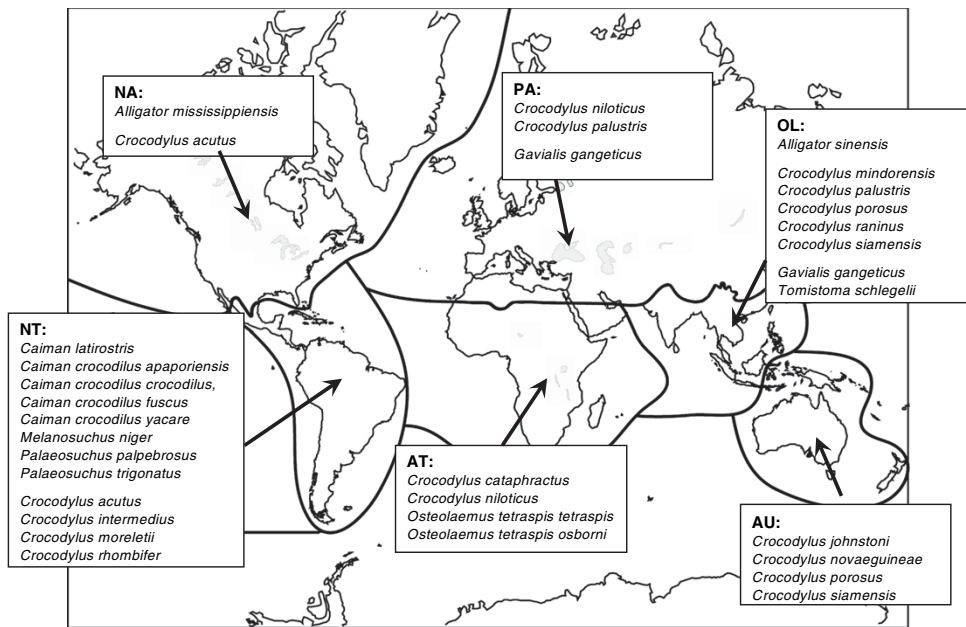 NA:
Alligator mississippiensis
Crocodylus acutus
PA:
Crocodylus niloticus
Crocodylus palustris
Gavialis gangeticus
OL:
Alligator sinensis
Crocodylus mindorensis
Crocodylus palustris
Crocodylus porosus
Crocodylus raninus
Crocodylus siamensis
Gavialis gangeticus
Tomistoma schlegelii
NT:
Caiman latirostris
Caiman crocodilus apaporiensis
Caiman crocodilus crocodilus,
Caiman crocodilus fuscus
Caiman crocodilus yacare
Melanosuchus niger
Palaeosuchus palpebrosus
Palaeosuchus trigonatus
Crocodylus acutus
Crocodylus intermedius
Crocodylus moreletii
Crocodylus rhombifer
AT:
Crocodylus cataphractus
Crocodylus niloticus
Osteolaemus tetraspis tetraspis
Osteolaemus tetraspis osborni
AU:
Crocodylus johnstoni
Crocodylus novaeguineae
Crocodylus porosus
Crocodylus siamensis